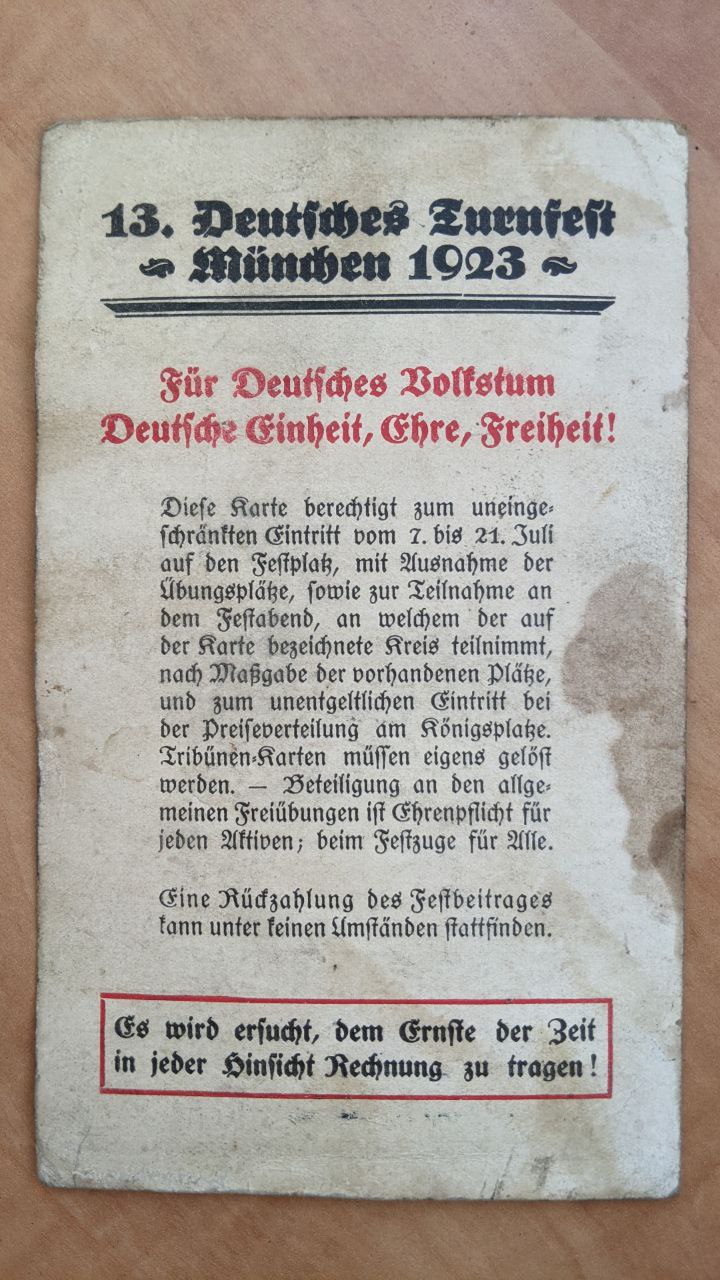 13. Deutsches Turnfest
München 1923
Für Deutsches Volkstum
Deutsche Einheit, Ehre, Freiheit!
Diese Karte berechtigt zum uneinge-
schränkten Eintritt vom 7. bis 21. Juli
auf den Festplatz, mit Ausnahme der
Übungsplätze, sowie zur Teilnahme an
dem Festabend, an welchem der auf
der Karte bezeichnete Kreis teilnimmt,
nach Maßgabe der vorhandenen Plätze,
und zum unentgeltlichen Eintritt bei
der Preiseverteilung am Königsplatze.
Tribünen-Karten müssen eigens gelöst
werden. — Beteiligung an den allge-
meinen Freiübungen ist Ehrenpflicht für
jeden Aktiven; beim Festzuge für Alle.
Eine Rückzahlung des Festbeitrages
kann unter keinen Umständen stattfinden.
Es wird ersucht, dem Ernste der Zeit
in jeder Hinsicht Rechnung zu tragen!